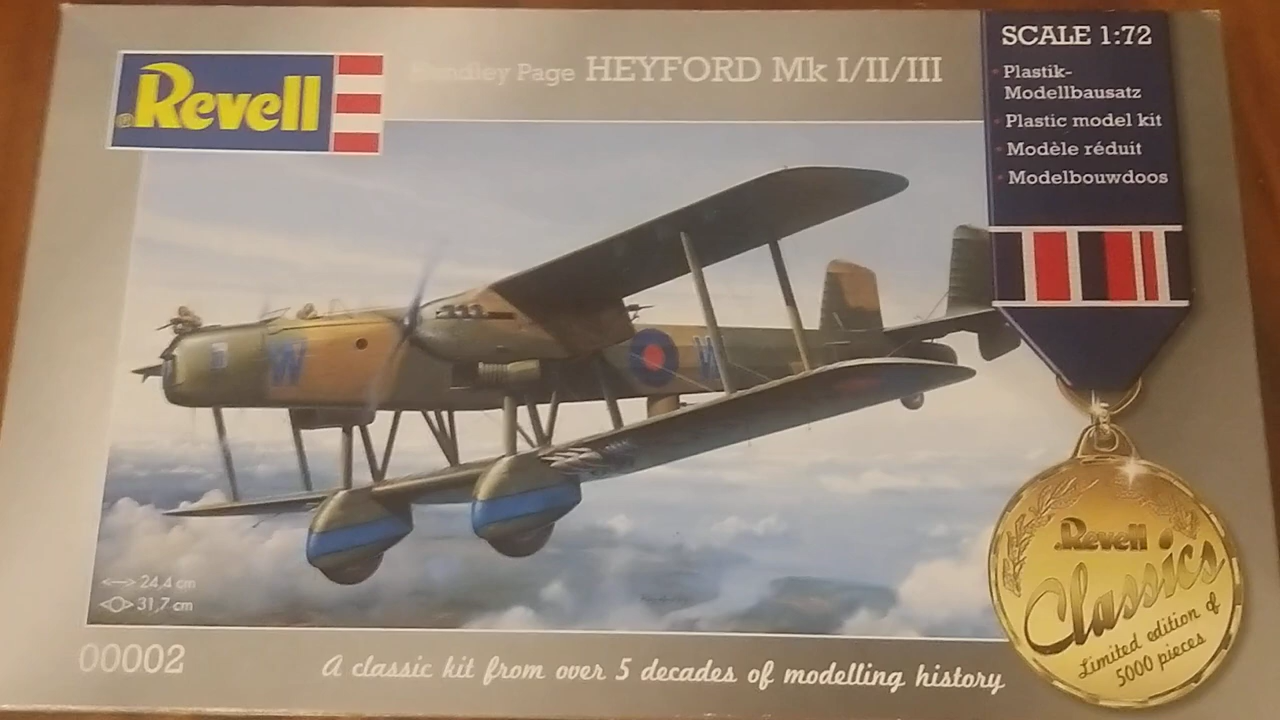 Revell
Handley Page HEYFORD Mk I/II/III
SCALE 1:72
Plastik-
Modellbausatz
Plastic model kit
Modèle réduit
Modelbouwdoos
W
W
24,4 cm
31,7 cm
00002
A classic kit from over 5 decades of modelling history
Revell
Classics
Limited edition of
5000 pieces